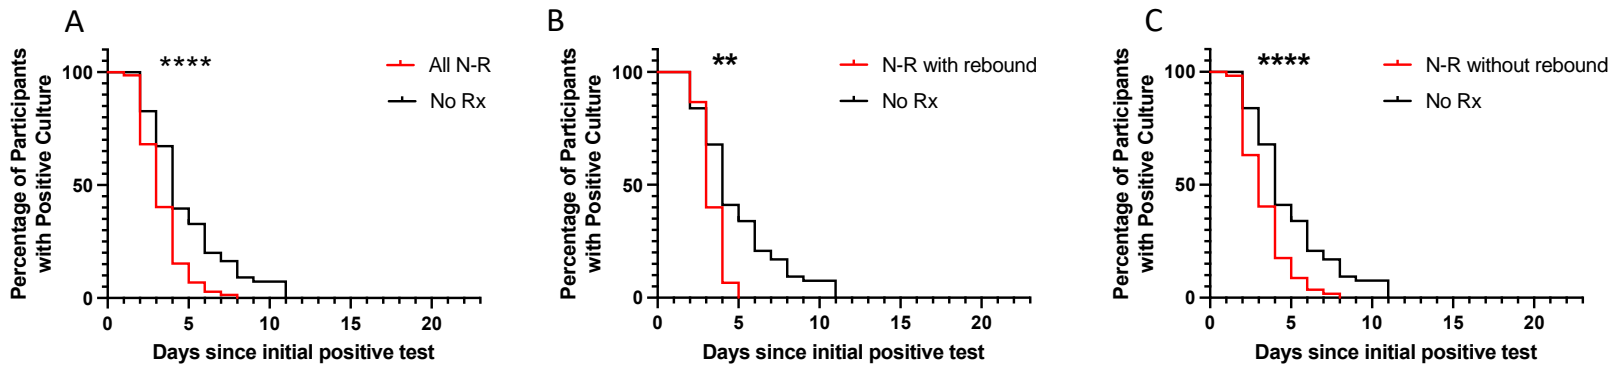 A
Percentage of Participants
with Positive Culture
100
50
0
0 5 10 15 20
Days since initial positive test
****
All N-R
No Rx
B
Percentage of Participants
with Positive Culture
100
50
0
0 5 10 15 20
Days since initial positive test
**
N-R with rebound
No Rx
C
Percentage of Participants
with Positive Culture
100
50
0
0 5 10 15 20
Days since initial positive test
****
N-R without rebound
No Rx